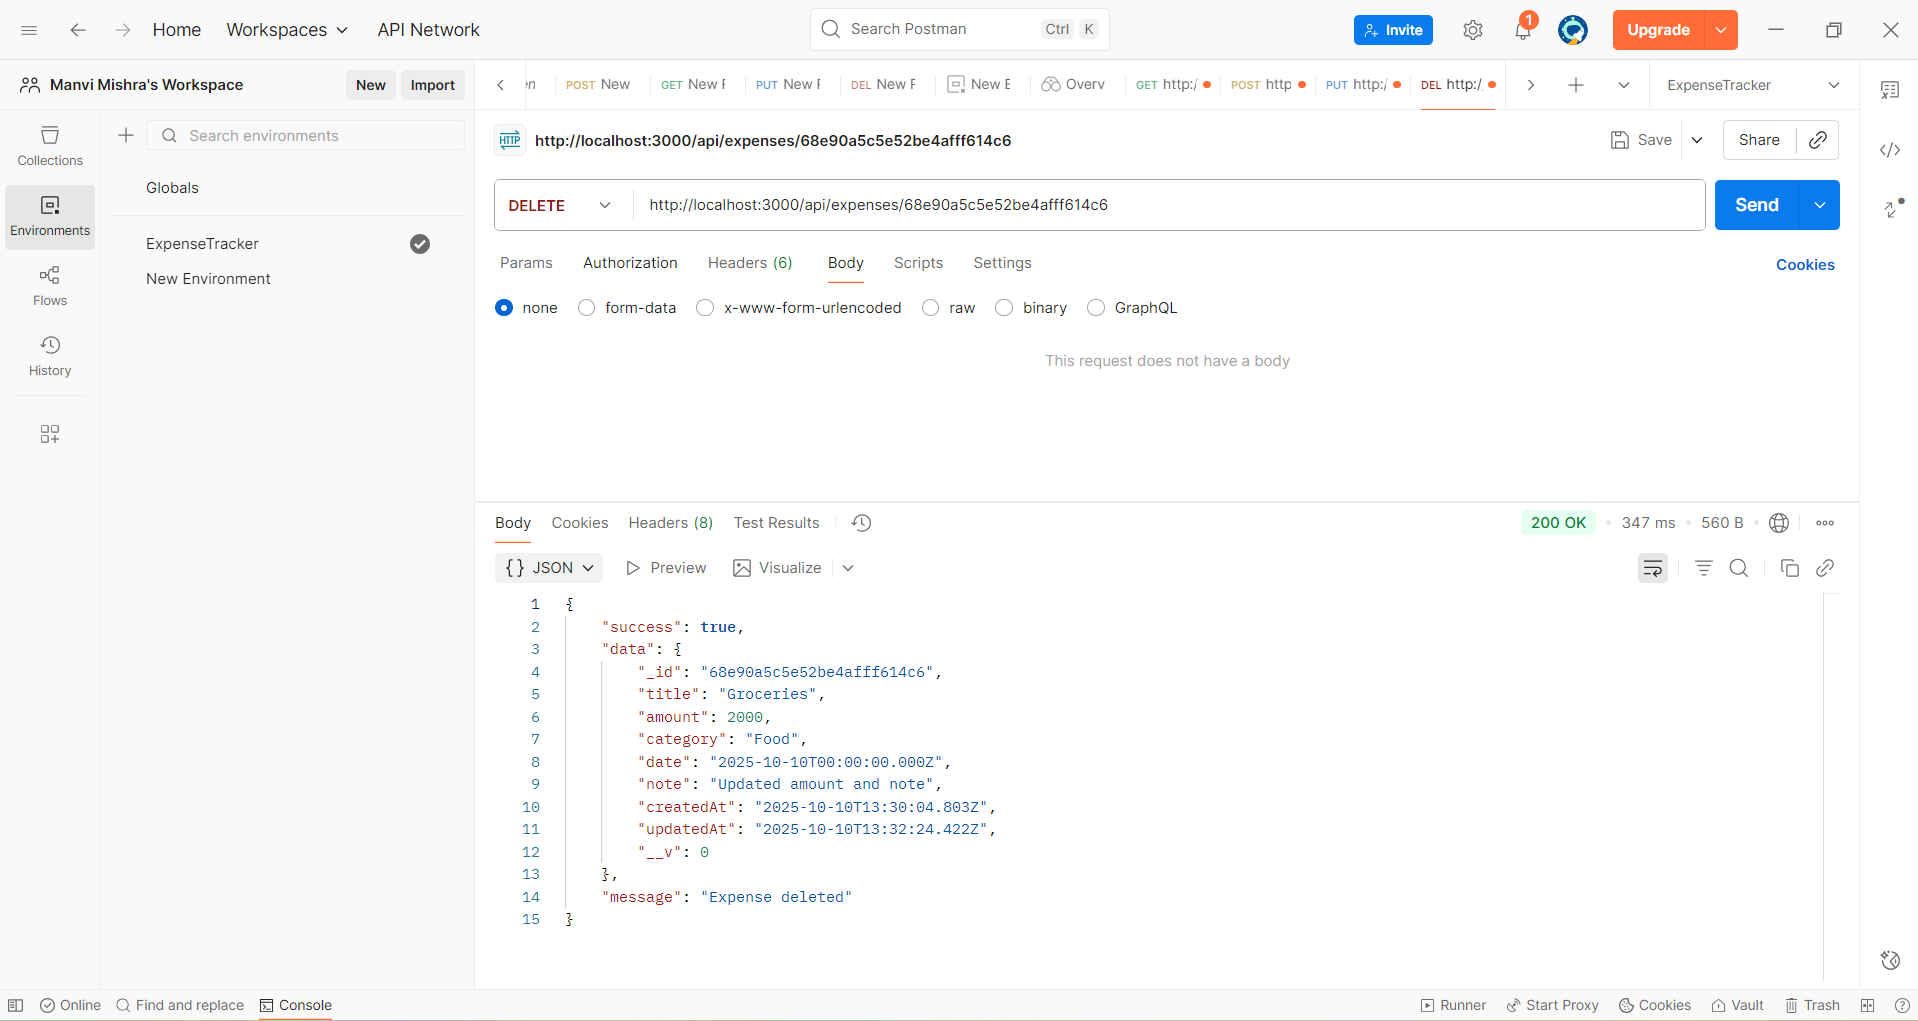 Home Workspaces API Network Search Postman Ctrl K Invite 1 Upgrade
Manvi Mishra's Workspace New Import
en POST New GET New F PUT New F DEL New F New E Overv GET http:/ POST http PUT http:/ DEL http:/ ExpenseTracker
Collections
Environments
Flows
History
Search environments
Globals
ExpenseTracker
New Environment
HTTP http://localhost:3000/api/expenses/68e90a5c5e52be4afff614c6 Save Share
DELETE http://localhost:3000/api/expenses/68e90a5c5e52be4afff614c6 Send
Params Authorization Headers (6) Body Scripts Settings Cookies
none form-data x-www-form-urlencoded raw binary GraphQL
This request does not have a body
Body Cookies Headers (8) Test Results 200 OK 347 ms 560 B
{} JSON Preview Visualize
1 {
2 "success": true,
3 "data": {
4 "_id": "68e90a5c5e52be4afff614c6",
5 "title": "Groceries",
6 "amount": 2000,
7 "category": "Food",
8 "date": "2025-10-10T00:00:00.000Z",
9 "note": "Updated amount and note",
10 "createdAt": "2025-10-10T13:30:04.803Z",
11 "updatedAt": "2025-10-10T13:32:24.422Z",
12 "__v": 0
13 },
14 "message": "Expense deleted"
15 }
Online Find and replace Console Runner Start Proxy Cookies Vault Trash